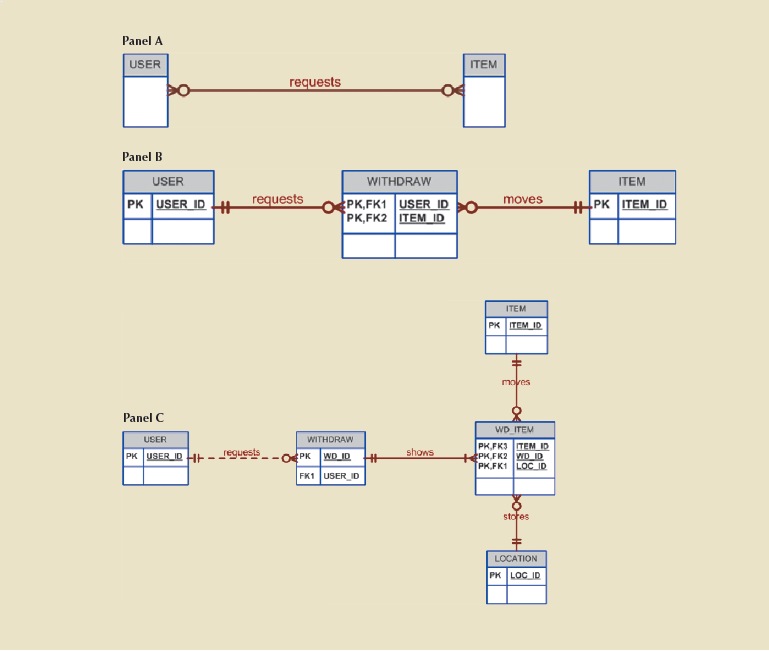 Panel A
USER
ITEM
requests
Panel B
USER
WITHDRAW
ITEM
PK USER_ID
requests
PK,FK1 USER_ID
PK,FK2 ITEM_ID
moves
PK ITEM_ID
ITEM
PK ITEM_ID
moves
Panel C
USER
PK USER_ID
requests
WITHDRAW
PK WD_ID
FK1 USER_ID
shows
WD_ITEM
PK,FK3 ITEM_ID
PK,FK2 WD_ID
PK,FK1 LOC_ID
stores
LOCATION
PK LOC_ID